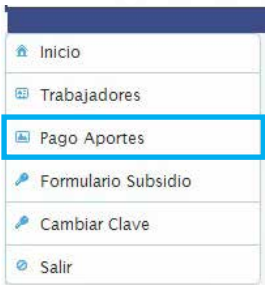 Inicio
Trabajadores
Pago Aportes
Formulario Subsidio
Cambiar Clave
Salir